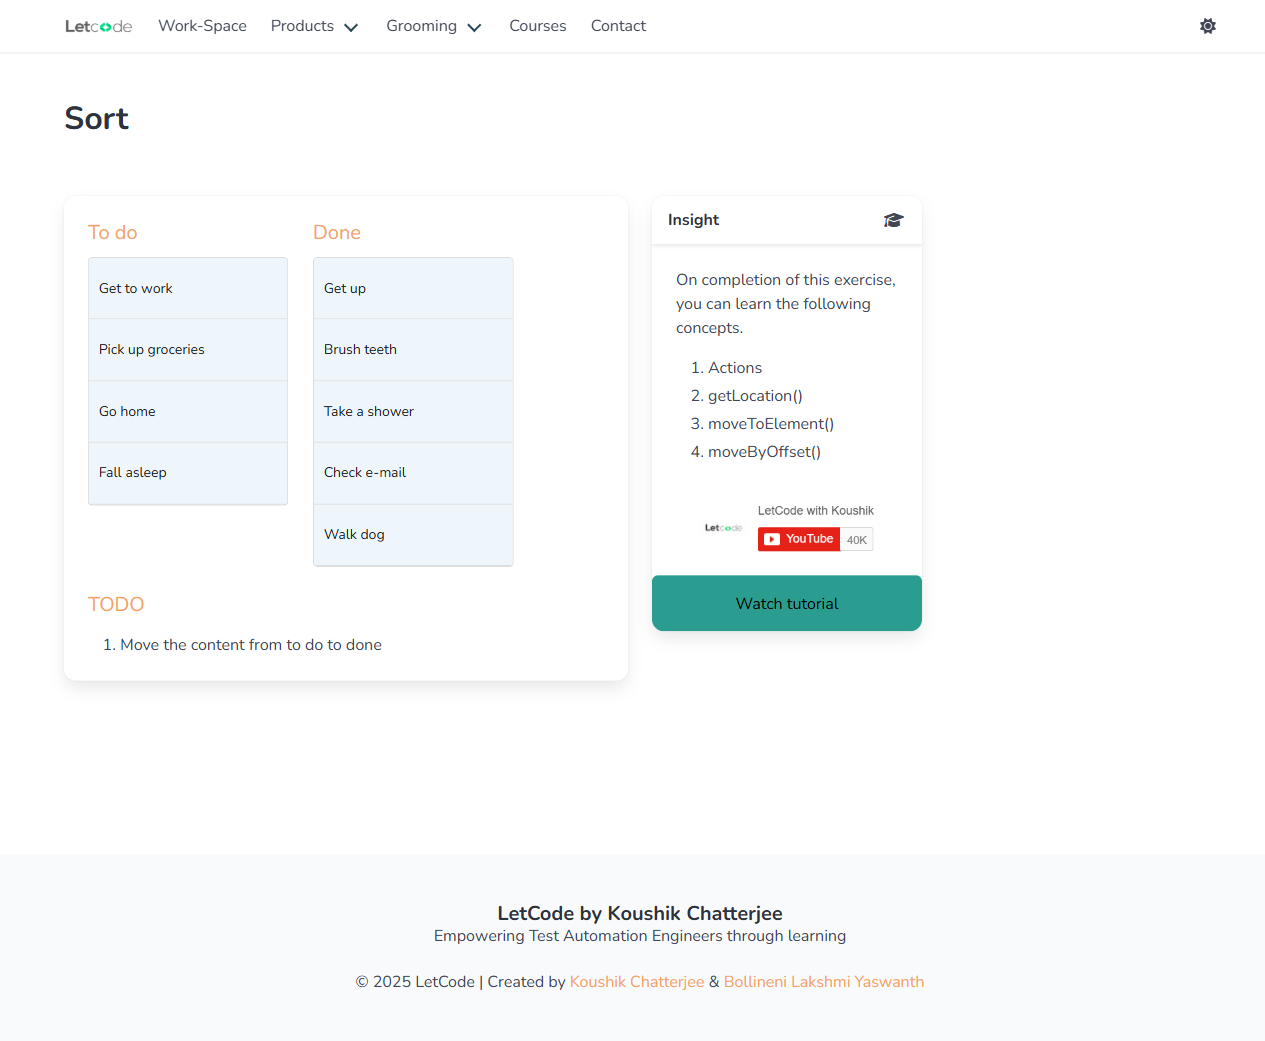 Letcode Work-Space Products Grooming Courses Contact
Sort
To do
Get to work
Pick up groceries
Go home
Fall asleep
Done
Get up
Brush teeth
Take a shower
Check e-mail
Walk dog
TODO
1. Move the content from to do to done
Insight
On completion of this exercise,
you can learn the following
concepts.
1. Actions
2. getLocation()
3. moveToElement()
4. moveByOffset()
Letcode
LetCode with Koushik
YouTube 40K
Watch tutorial
LetCode by Koushik Chatterjee
Empowering Test Automation Engineers through learning
© 2025 LetCode | Created by Koushik Chatterjee & Bollineni Lakshmi Yaswanth